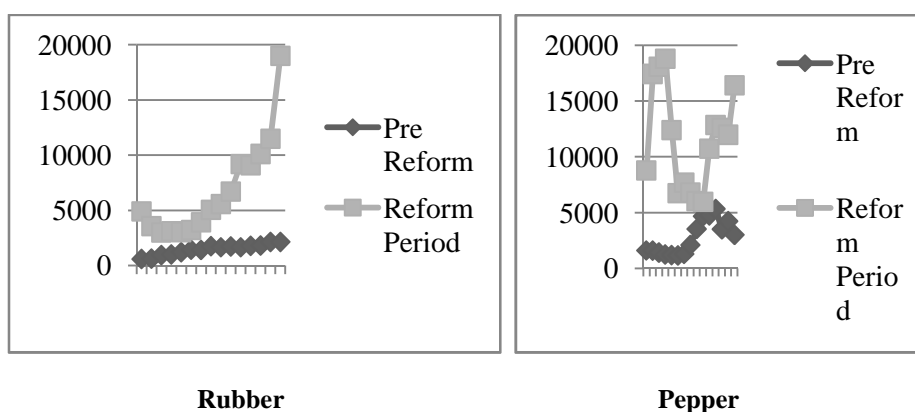 20000
15000
10000
5000
0
Pre
Reform
Reform
Period
20000
15000
10000
5000
0
Pre
Refor
m
Refor
m
Perio
d
Rubber
Pepper